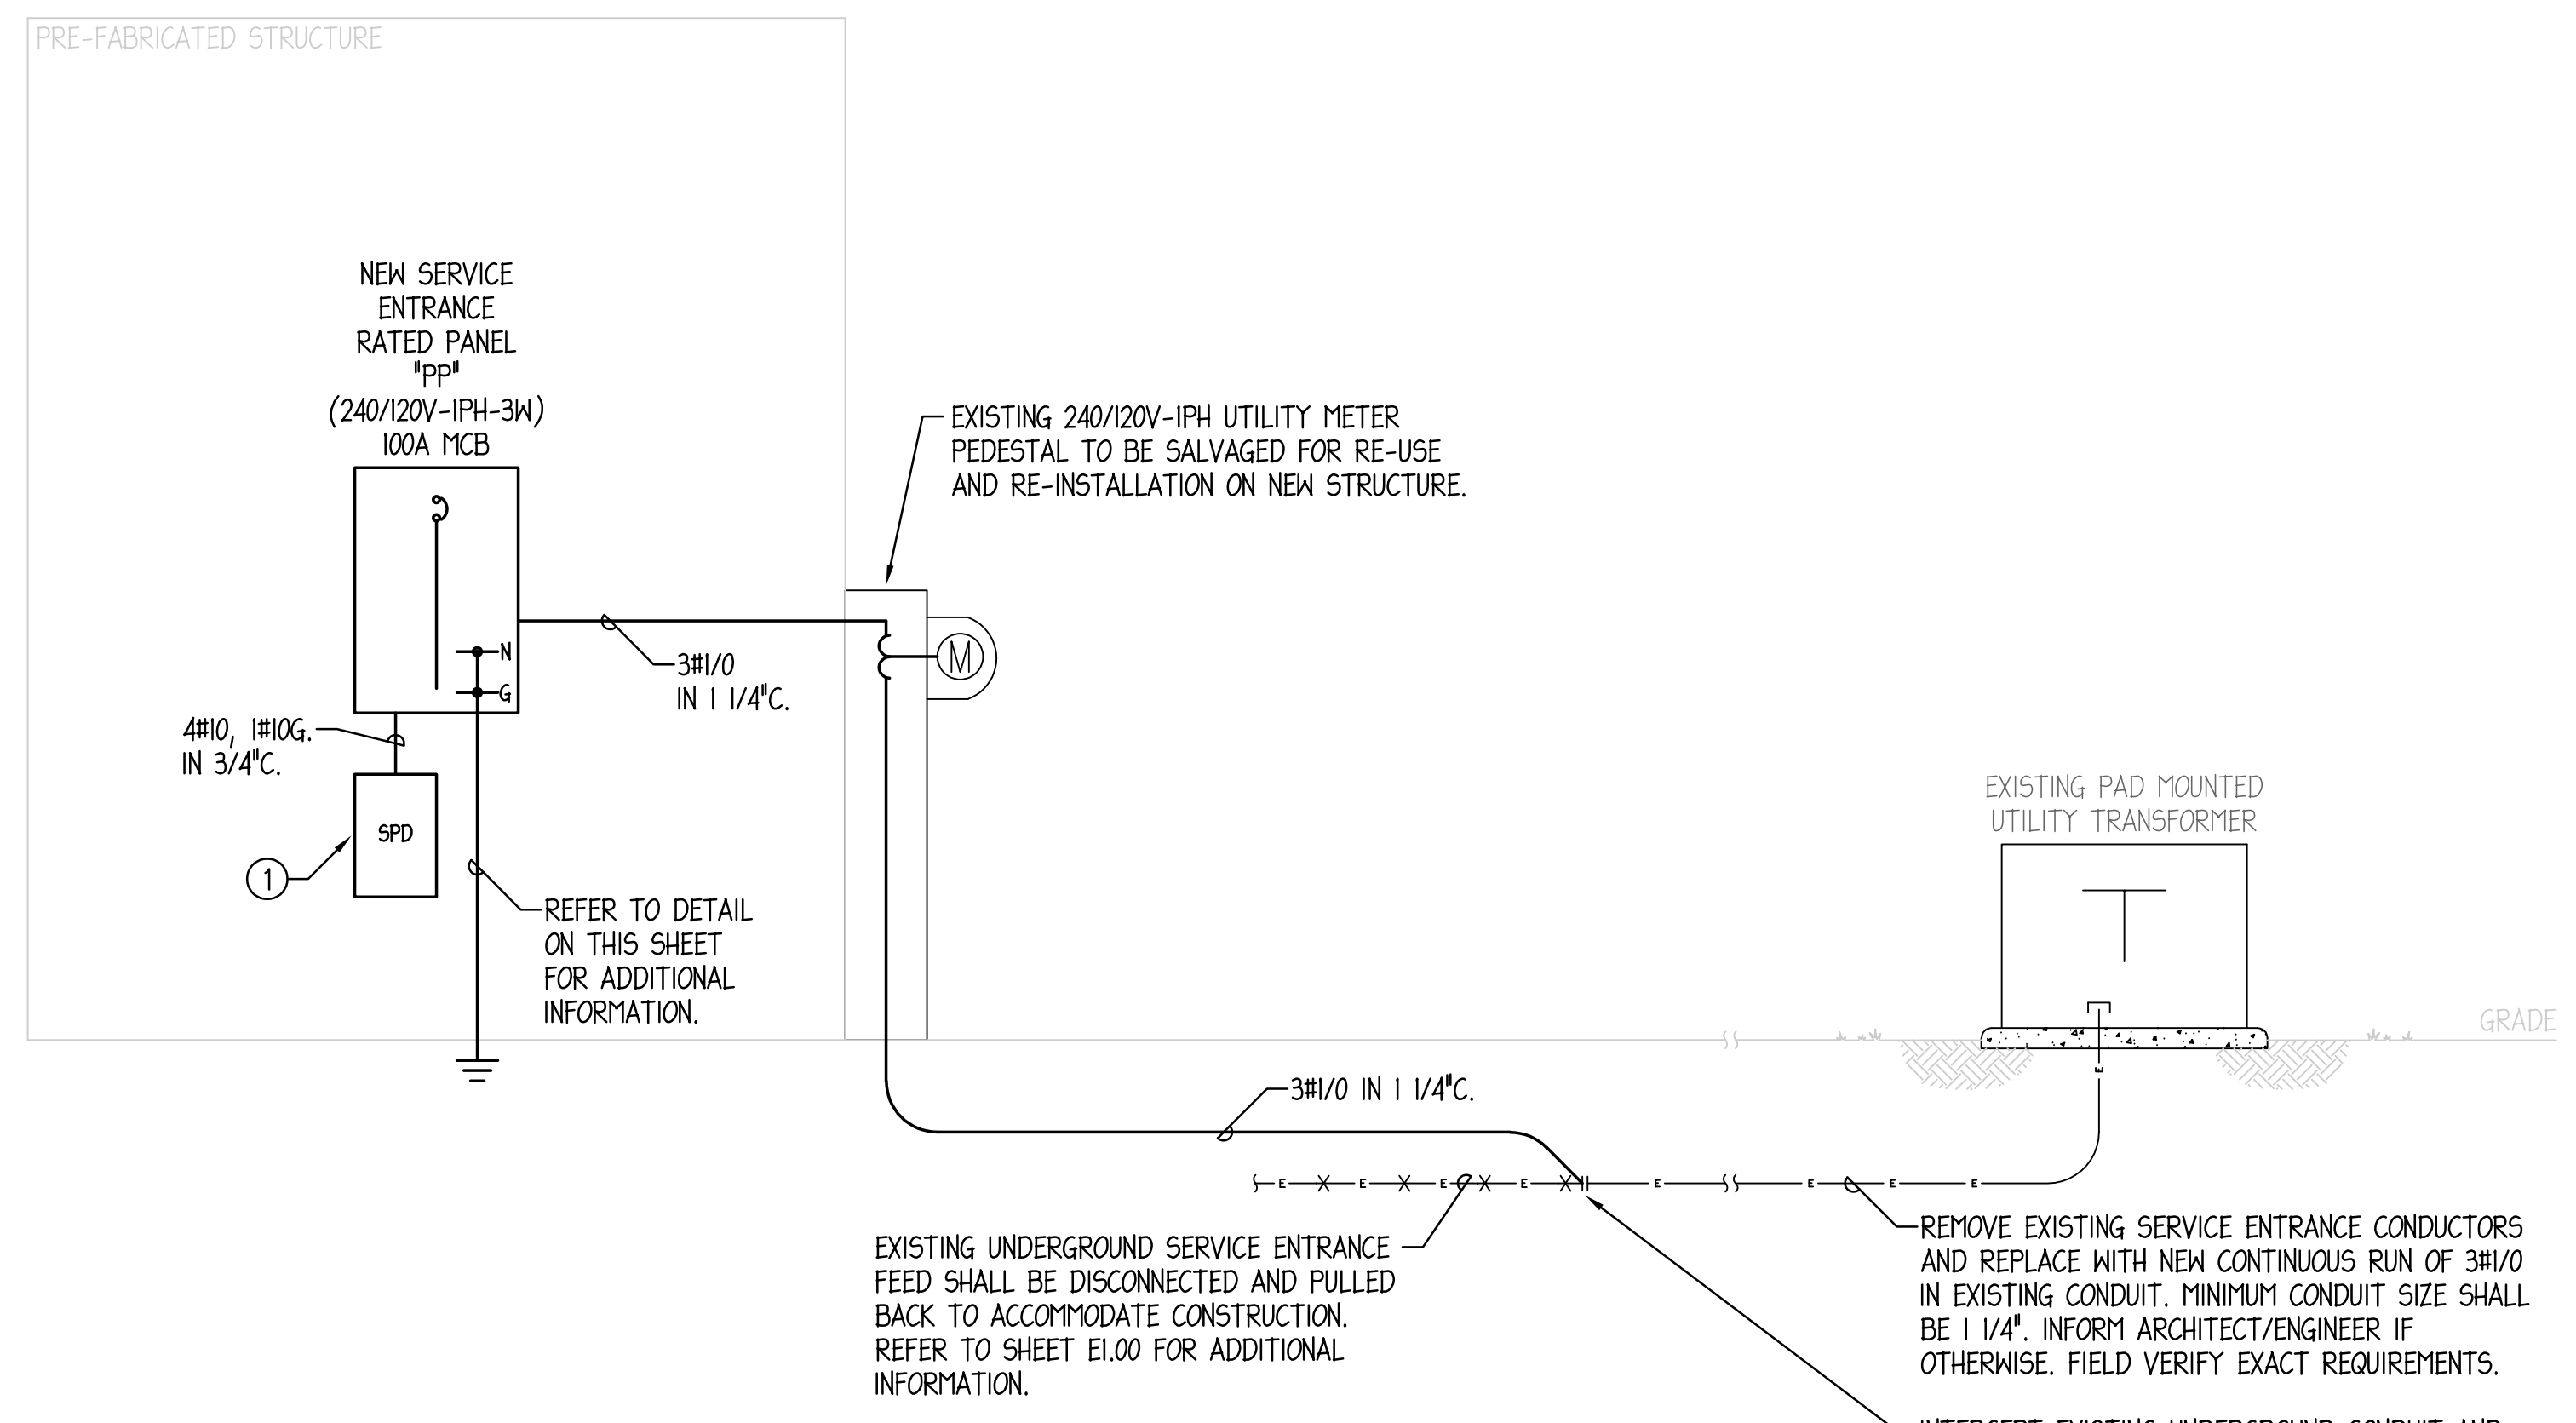 PRE-FABRICATED STRUCTURE
NEW SERVICE
ENTRANCE
RATED PANEL
"PP"
(240/120V-1PH-3W)
100A MCB
N
G
4#10, 1#10G.
IN 3/4"C.
SPD
1
REFER TO DETAIL
ON THIS SHEET
FOR ADDITIONAL
INFORMATION.
3#1/0
IN 1 1/4"C.
EXISTING 240/120V-1PH UTILITY METER
PEDESTAL TO BE SALVAGED FOR RE-USE
AND RE-INSTALLATION ON NEW STRUCTURE.
M
EXISTING PAD MOUNTED
UTILITY TRANSFORMER
T
GRADE
E
3#1/0 IN 1 1/4"C.
E E E E E E E E
EXISTING UNDERGROUND SERVICE ENTRANCE
FEED SHALL BE DISCONNECTED AND PULLED
BACK TO ACCOMMODATE CONSTRUCTION.
REFER TO SHEET E1.00 FOR ADDITIONAL
INFORMATION.
REMOVE EXISTING SERVICE ENTRANCE CONDUCTORS
AND REPLACE WITH NEW CONTINUOUS RUN OF 3#1/0
IN EXISTING CONDUIT. MINIMUM CONDUIT SIZE SHALL
BE 1 1/4". INFORM ARCHITECT/ENGINEER IF
OTHERWISE. FIELD VERIFY EXACT REQUIREMENTS.